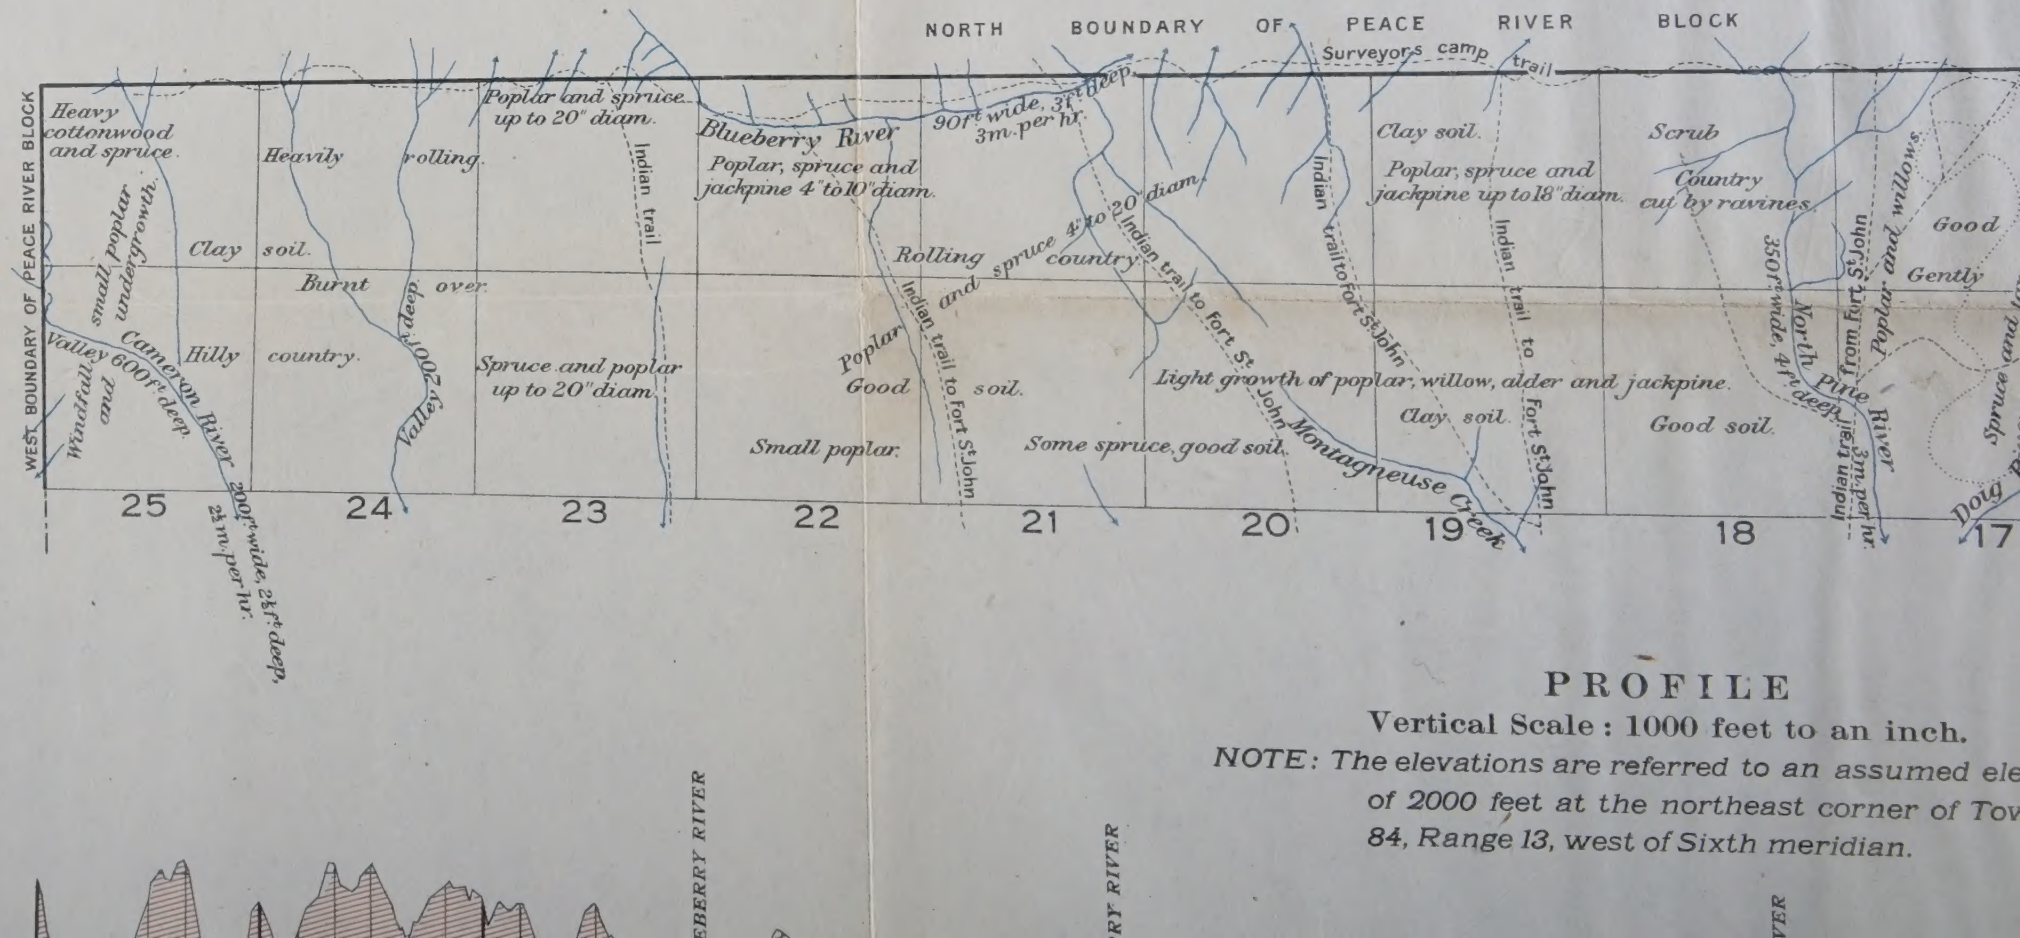 NORTH BOUNDARY OF PEACE RIVER BLOCK
Surveyors camp trail
WEST BOUNDARY OF PEACE RIVER BLOCK
Heavy
cottonwood
and spruce.
small poplar
undergrowth.
Windfall
and
Clay soil.
Hilly country.
Valley 600 ft. deep.
Cameron River
200 ft. wide, 2½ ft. deep,
2½ m. per hr.
Heavily rolling.
Burnt over.
Valley 200 ft. deep
Poplar and spruce
up to 20" diam.
Indian trail
Spruce and poplar
up to 20" diam.
Blueberry River
90 ft. wide, 3 ft. deep,
3 m. per hr.
Poplar, spruce and
jackpine 4" to 10" diam.
Rolling country.
Poplar and spruce 4" to 20" diam.
Indian trail to Fort St John
Good soil.
Small poplar.
Some spruce, good soil.
Indian trail to Fort St John
Light growth of poplar, willow, alder and jackpine.
Montagneuse Creek
Indian trail to Fort St John
Clay soil.
Poplar, spruce and
jackpine up to 18" diam.
Indian trail to Fort St John
Clay soil.
Scrub
Country
cut by ravines.
350 ft. wide, 4 ft. deep,
3 m. per hr.
North Pine River
Good soil.
Indian trail from Fort St John
Poplar and willows.
Good
Gently
Spruce and
Doig
25 24 23 22 21 20 19 18 17
PROFILE
Vertical Scale: 1000 feet to an inch.
NOTE: The elevations are referred to an assumed ele
of 2000 feet at the northeast corner of Tow
84, Range 13, west of Sixth meridian.
EBERRY RIVER
RY RIVER
VER